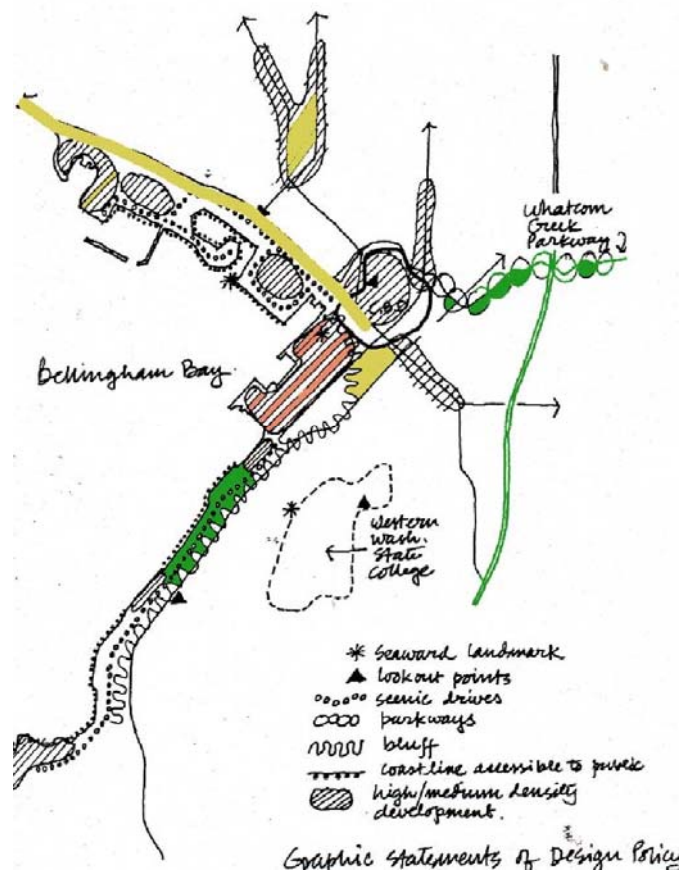 Whatcom
Creek
Parkway
Bellingham Bay.
Western
Wash.
State
College
seaward landmark
lookout points
scenic drives
parkways
bluff
coastline accessible to public
high/medium density
development.
Graphic Statements of Design Policy